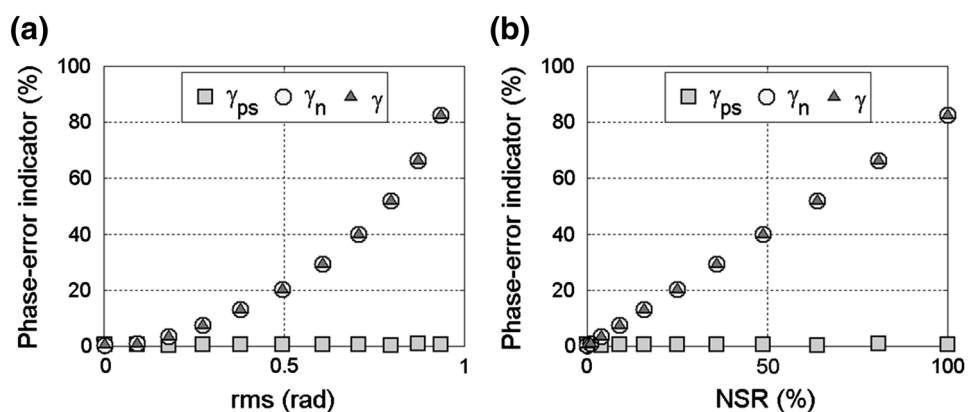 (a)
Phase-error indicator (%)
100
80
60
40
20
0
γps γn γ
0 0.5 1
rms (rad)
(b)
Phase-error indicator (%)
100
80
60
40
20
0
γps γn γ
0 50 100
NSR (%)